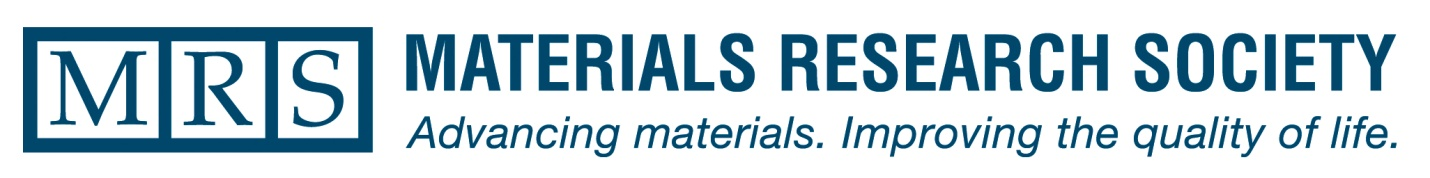 MRS
MATERIALS RESEARCH SOCIETY
Advancing materials. Improving the quality of life.